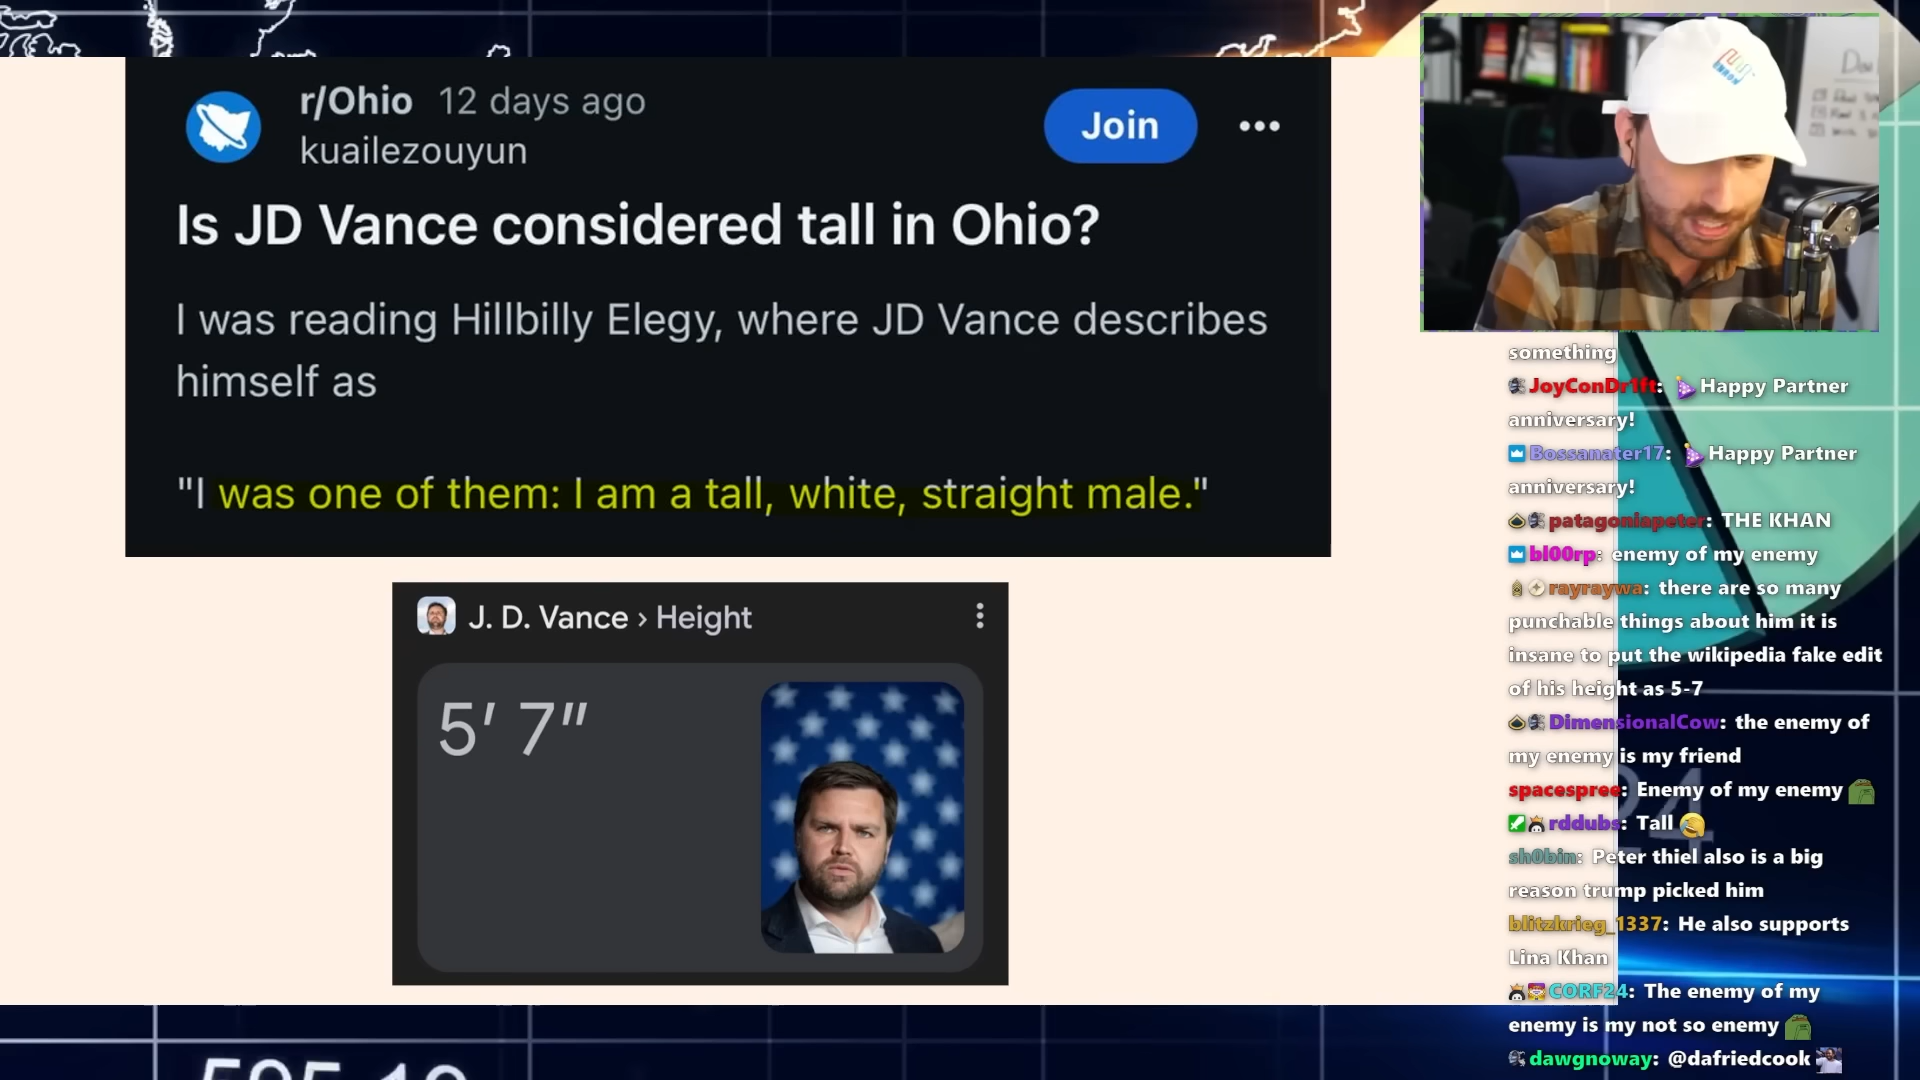 r/Ohio 12 days ago
kuailezouyun
Join
Is JD Vance considered tall in Ohio?
I was reading Hillbilly Elegy, where JD Vance describes
himself as
"I was one of them: I am a tall, white, straight male."
J. D. Vance › Height
5′ 7″
something
JoyConDr1ft: Happy Partner
anniversary!
Bossanater17: Happy Partner
anniversary!
patagoniapeter: THE KHAN
bl00rp: enemy of my enemy
rayraywa: there are so many
punchable things about him it is
insane to put the wikipedia fake edit
of his height as 5-7
DimensionalCow: the enemy of
my enemy is my friend
spacespree: Enemy of my enemy
rddubs: Tall
sh0bin: Peter thiel also is a big
reason trump picked him
blitzkrieg_1337: He also supports
Lina Khan
CORF24: The enemy of my
enemy is my not so enemy
dawgnoway: @dafriedcook